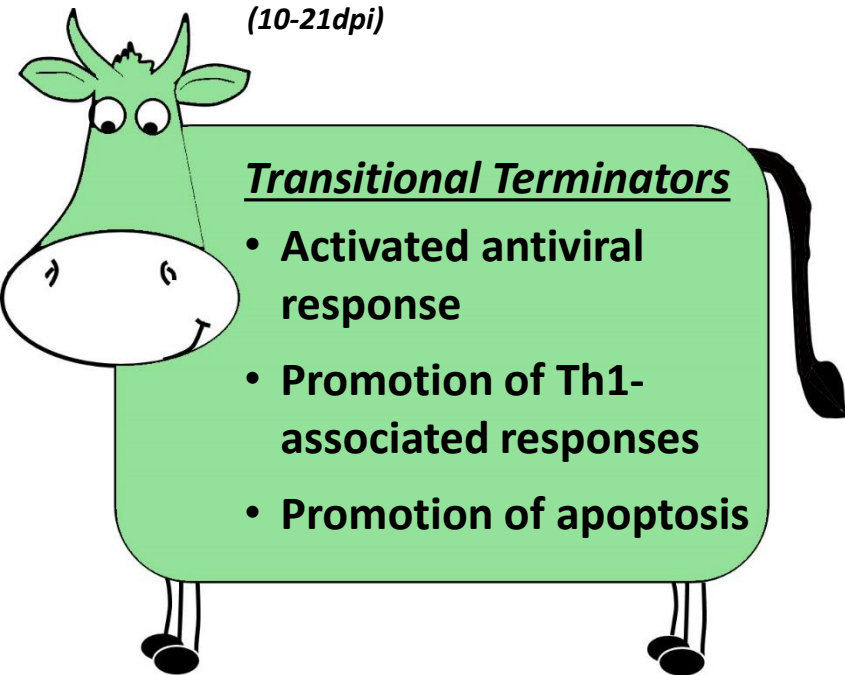 (10-21dpi)
Transitional Terminators
• Activated antiviral
response
• Promotion of Th1-
associated responses
• Promotion of apoptosis